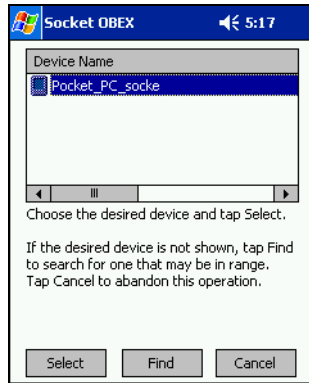 Socket OBEX 5:17
Device Name
Pocket_PC_socke
Choose the desired device and tap Select.
If the desired device is not shown, tap Find
to search for one that may be in range.
Tap Cancel to abandon this operation.
Select Find Cancel